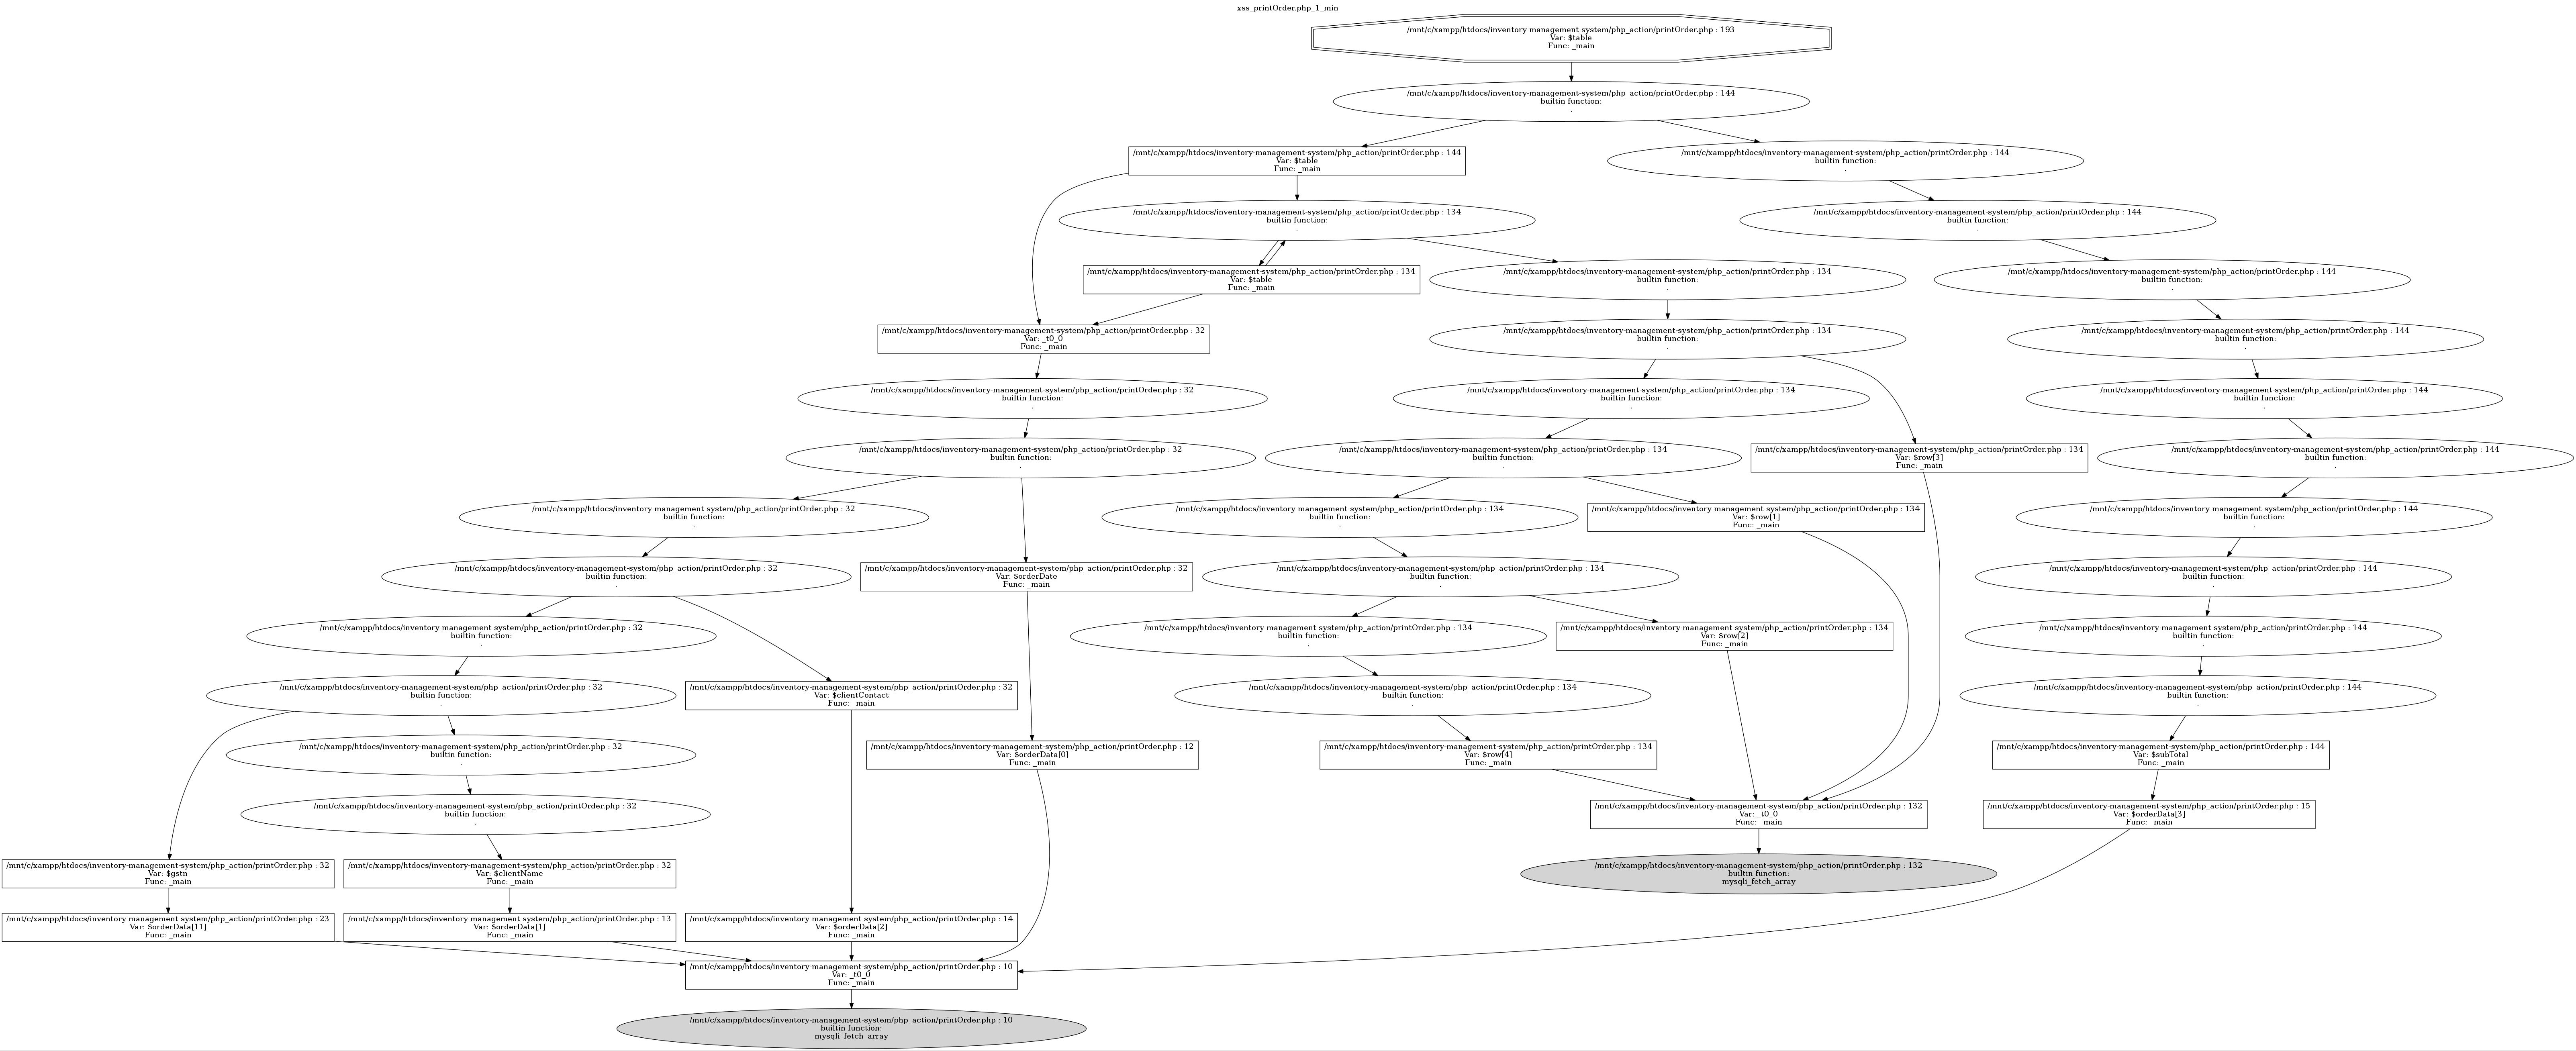 xss_printOrder.php_1_min
/mnt/c/xampp/htdocs/inventory-management-system/php_action/printOrder.php : 193
Var: $table
Func: _main
/mnt/c/xampp/htdocs/inventory-management-system/php_action/printOrder.php : 144
builtin function:
.
/mnt/c/xampp/htdocs/inventory-management-system/php_action/printOrder.php : 144
Var: $table
Func: _main
/mnt/c/xampp/htdocs/inventory-management-system/php_action/printOrder.php : 144
builtin function:
.
/mnt/c/xampp/htdocs/inventory-management-system/php_action/printOrder.php : 134
builtin function:
.
/mnt/c/xampp/htdocs/inventory-management-system/php_action/printOrder.php : 144
builtin function:
.
/mnt/c/xampp/htdocs/inventory-management-system/php_action/printOrder.php : 134
Var: $table
Func: _main
/mnt/c/xampp/htdocs/inventory-management-system/php_action/printOrder.php : 134
builtin function:
.
/mnt/c/xampp/htdocs/inventory-management-system/php_action/printOrder.php : 144
builtin function:
.
/mnt/c/xampp/htdocs/inventory-management-system/php_action/printOrder.php : 32
Var: _t0_0
Func: _main
/mnt/c/xampp/htdocs/inventory-management-system/php_action/printOrder.php : 134
builtin function:
.
/mnt/c/xampp/htdocs/inventory-management-system/php_action/printOrder.php : 144
builtin function:
.
/mnt/c/xampp/htdocs/inventory-management-system/php_action/printOrder.php : 32
builtin function:
.
/mnt/c/xampp/htdocs/inventory-management-system/php_action/printOrder.php : 134
builtin function:
.
/mnt/c/xampp/htdocs/inventory-management-system/php_action/printOrder.php : 144
builtin function:
.
/mnt/c/xampp/htdocs/inventory-management-system/php_action/printOrder.php : 32
builtin function:
.
/mnt/c/xampp/htdocs/inventory-management-system/php_action/printOrder.php : 134
builtin function:
.
/mnt/c/xampp/htdocs/inventory-management-system/php_action/printOrder.php : 134
Var: $row[3]
Func: _main
/mnt/c/xampp/htdocs/inventory-management-system/php_action/printOrder.php : 144
builtin function:
.
/mnt/c/xampp/htdocs/inventory-management-system/php_action/printOrder.php : 32
builtin function:
.
/mnt/c/xampp/htdocs/inventory-management-system/php_action/printOrder.php : 134
builtin function:
.
/mnt/c/xampp/htdocs/inventory-management-system/php_action/printOrder.php : 134
Var: $row[1]
Func: _main
/mnt/c/xampp/htdocs/inventory-management-system/php_action/printOrder.php : 144
builtin function:
.
/mnt/c/xampp/htdocs/inventory-management-system/php_action/printOrder.php : 32
builtin function:
.
/mnt/c/xampp/htdocs/inventory-management-system/php_action/printOrder.php : 32
Var: $orderDate
Func: _main
/mnt/c/xampp/htdocs/inventory-management-system/php_action/printOrder.php : 134
builtin function:
.
/mnt/c/xampp/htdocs/inventory-management-system/php_action/printOrder.php : 144
builtin function:
.
/mnt/c/xampp/htdocs/inventory-management-system/php_action/printOrder.php : 32
builtin function:
.
/mnt/c/xampp/htdocs/inventory-management-system/php_action/printOrder.php : 134
builtin function:
.
/mnt/c/xampp/htdocs/inventory-management-system/php_action/printOrder.php : 134
Var: $row[2]
Func: _main
/mnt/c/xampp/htdocs/inventory-management-system/php_action/printOrder.php : 144
builtin function:
.
/mnt/c/xampp/htdocs/inventory-management-system/php_action/printOrder.php : 32
builtin function:
.
/mnt/c/xampp/htdocs/inventory-management-system/php_action/printOrder.php : 32
Var: $clientContact
Func: _main
/mnt/c/xampp/htdocs/inventory-management-system/php_action/printOrder.php : 134
builtin function:
.
/mnt/c/xampp/htdocs/inventory-management-system/php_action/printOrder.php : 144
builtin function:
.
/mnt/c/xampp/htdocs/inventory-management-system/php_action/printOrder.php : 32
builtin function:
.
/mnt/c/xampp/htdocs/inventory-management-system/php_action/printOrder.php : 12
Var: $orderData[0]
Func: _main
/mnt/c/xampp/htdocs/inventory-management-system/php_action/printOrder.php : 134
Var: $row[4]
Func: _main
/mnt/c/xampp/htdocs/inventory-management-system/php_action/printOrder.php : 144
Var: $subTotal
Func: _main
/mnt/c/xampp/htdocs/inventory-management-system/php_action/printOrder.php : 32
builtin function:
.
/mnt/c/xampp/htdocs/inventory-management-system/php_action/printOrder.php : 132
Var: _t0_0
Func: _main
/mnt/c/xampp/htdocs/inventory-management-system/php_action/printOrder.php : 15
Var: $orderData[3]
Func: _main
/mnt/c/xampp/htdocs/inventory-management-system/php_action/printOrder.php : 32
Var: $gstn
Func: _main
/mnt/c/xampp/htdocs/inventory-management-system/php_action/printOrder.php : 32
Var: $clientName
Func: _main
/mnt/c/xampp/htdocs/inventory-management-system/php_action/printOrder.php : 132
builtin function:
mysqli_fetch_array
/mnt/c/xampp/htdocs/inventory-management-system/php_action/printOrder.php : 23
Var: $orderData[11]
Func: _main
/mnt/c/xampp/htdocs/inventory-management-system/php_action/printOrder.php : 13
Var: $orderData[1]
Func: _main
/mnt/c/xampp/htdocs/inventory-management-system/php_action/printOrder.php : 14
Var: $orderData[2]
Func: _main
/mnt/c/xampp/htdocs/inventory-management-system/php_action/printOrder.php : 10
Var: _t0_0
Func: _main
/mnt/c/xampp/htdocs/inventory-management-system/php_action/printOrder.php : 10
builtin function:
mysqli_fetch_array